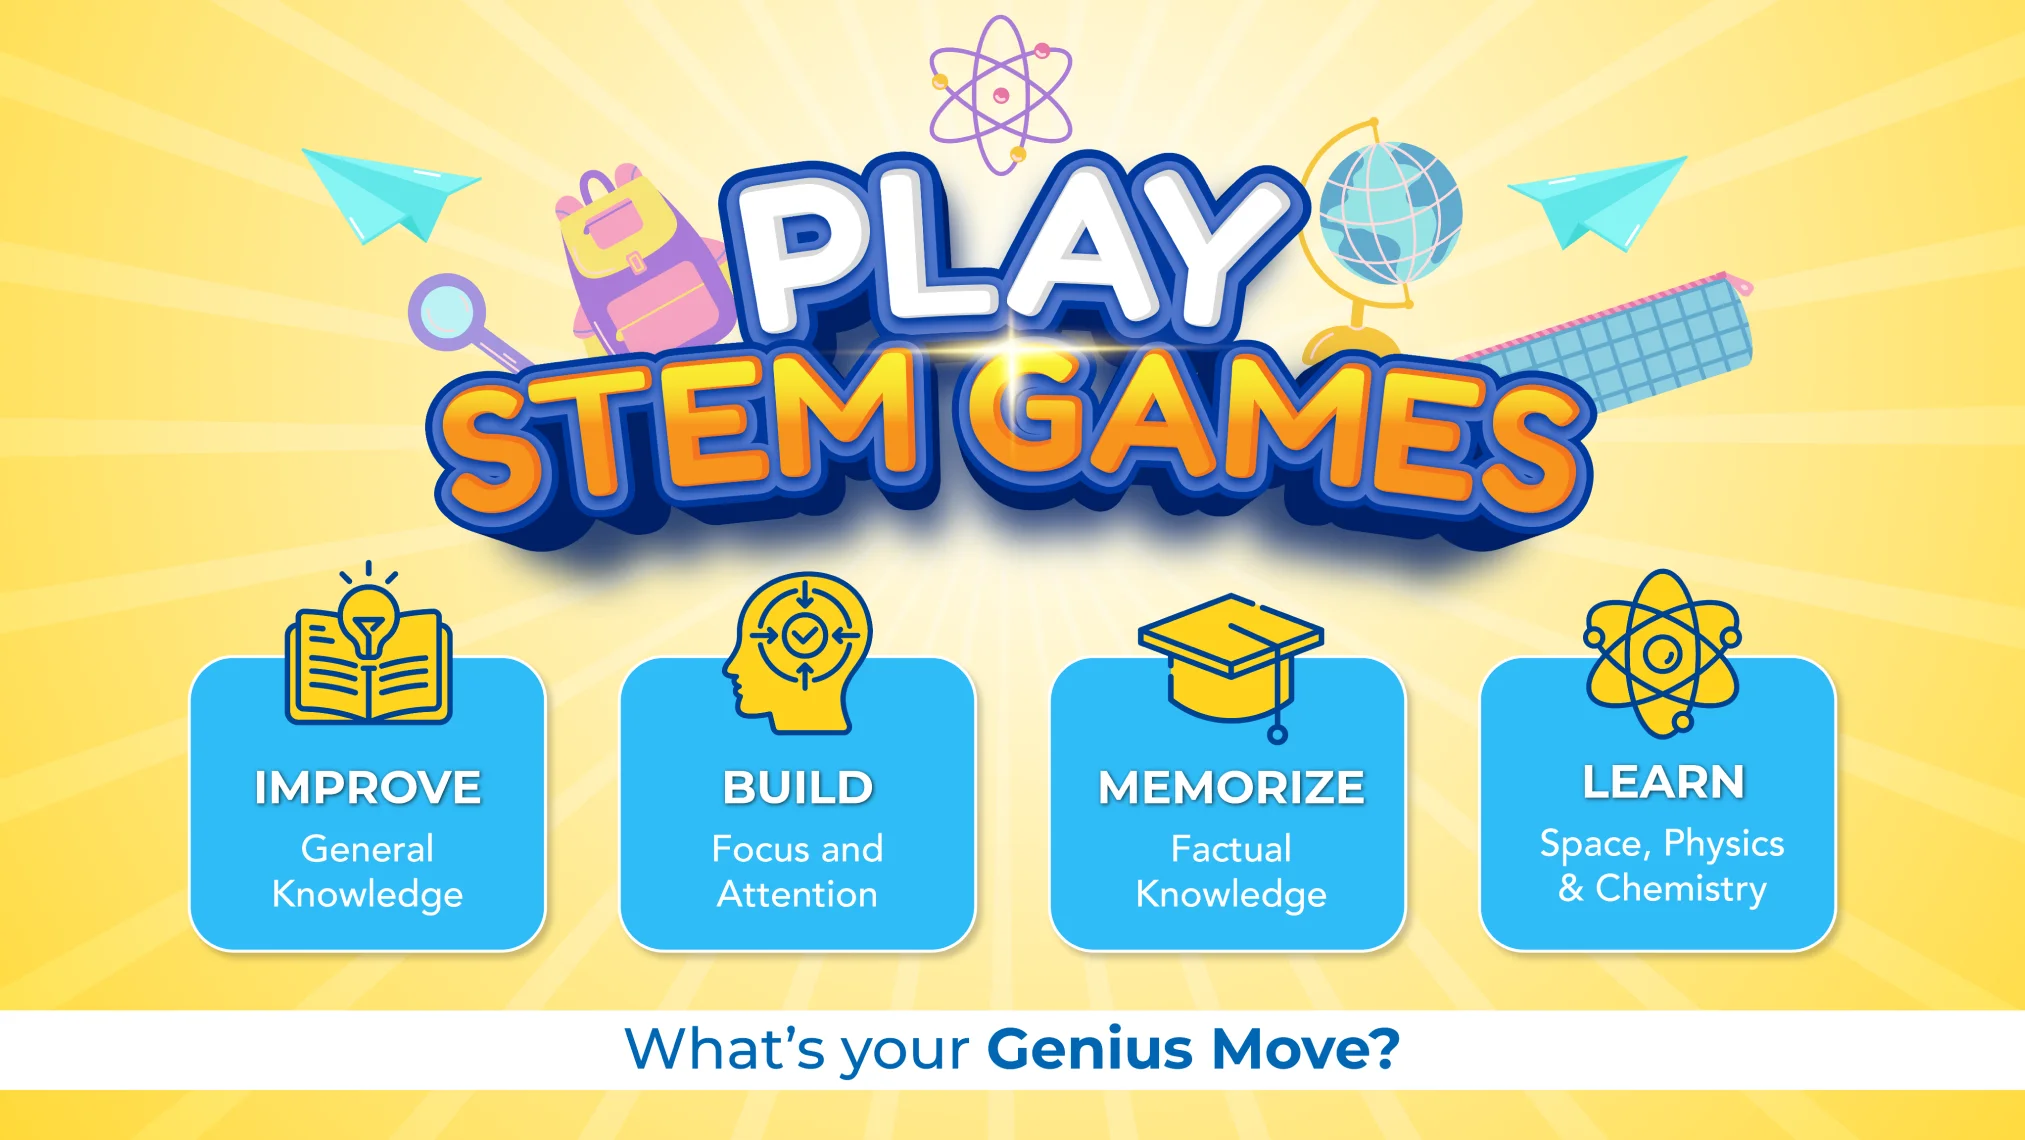 PLAY
STEM GAMES
IMPROVE
General
Knowledge
BUILD
Focus and
Attention
MEMORIZE
Factual
Knowledge
LEARN
Space, Physics
& Chemistry
What’s your Genius Move?